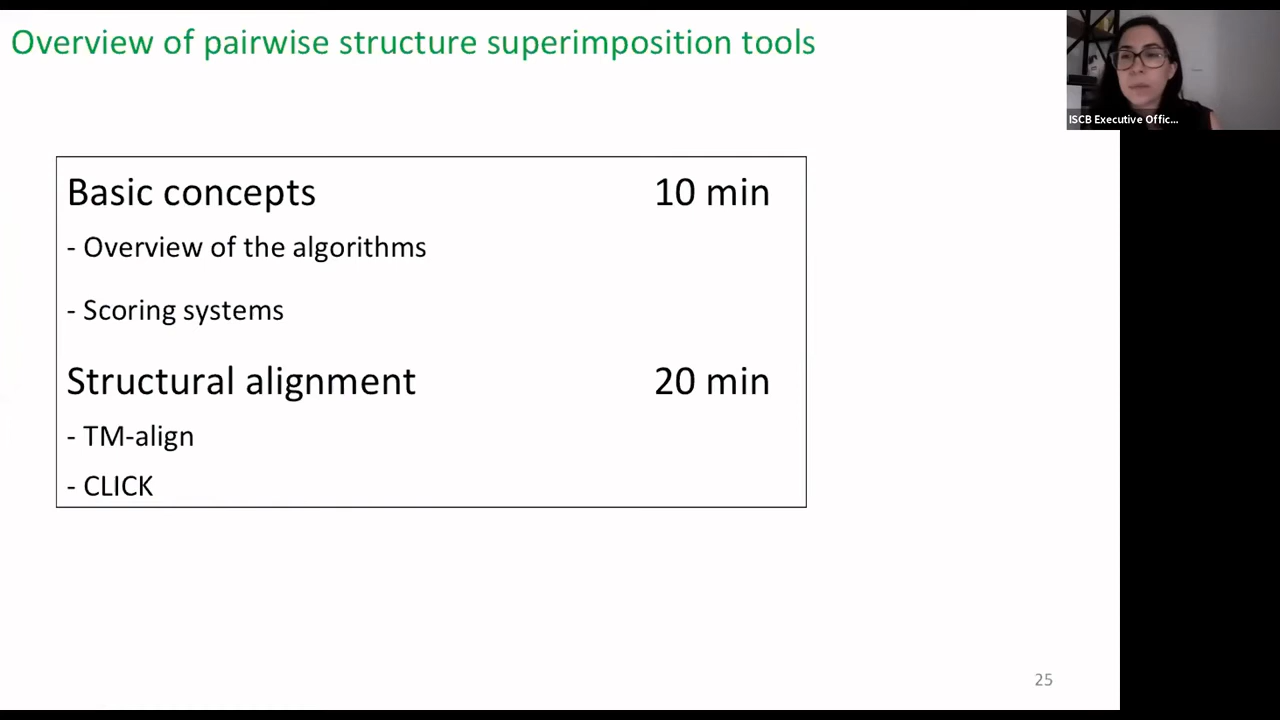 Overview of pairwise structure superimposition tools
ISCB Executive Offic...
Basic concepts 10 min
- Overview of the algorithms
- Scoring systems
Structural alignment 20 min
- TM-align
- CLICK
25